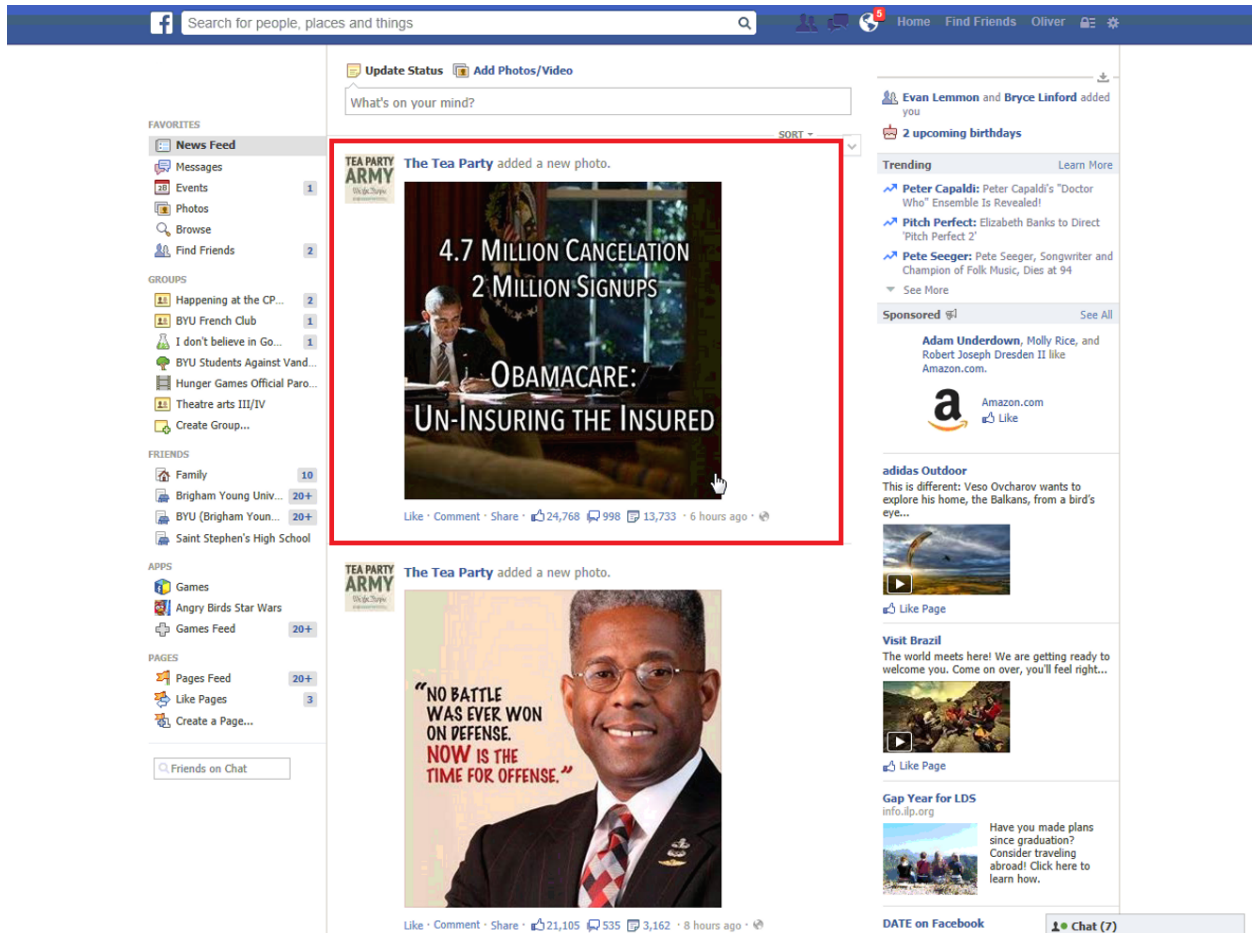 Search for people, places and things
5
Home
Find Friends
Oliver
Update Status
Add Photos/Video
What's on your mind?
SORT
FAVORITES
News Feed
Messages
Events 1
Photos
Browse
Find Friends 2
GROUPS
Happening at the CP... 2
BYU French Club 1
I don't believe in Go... 1
BYU Students Against Vand...
Hunger Games Official Paro...
Theatre arts III/IV
Create Group...
FRIENDS
Family 10
Brigham Young Univ... 20+
BYU (Brigham Youn... 20+
Saint Stephen's High School
APPS
Games
Angry Birds Star Wars
Games Feed 20+
PAGES
Pages Feed 20+
Like Pages 3
Create a Page...
Friends on Chat
TEA PARTY
ARMY
We the People
The Tea Party added a new photo.
4.7 MILLION CANCELATION
2 MILLION SIGNUPS
OBAMACARE:
UN-INSURING THE INSURED
Like · Comment · Share · 24,768 998 13,733 · 6 hours ago ·
TEA PARTY
ARMY
We the People
The Tea Party added a new photo.
“NO BATTLE
WAS EVER WON
ON DEFENSE.
NOW IS THE
TIME FOR OFFENSE.”
Like · Comment · Share · 21,105 535 3,162 · 8 hours ago ·
Evan Lemmon and Bryce Linford added
you
2 upcoming birthdays
Trending Learn More
Peter Capaldi: Peter Capaldi's "Doctor
Who" Ensemble Is Revealed!
Pitch Perfect: Elizabeth Banks to Direct
'Pitch Perfect 2'
Pete Seeger: Pete Seeger, Songwriter and
Champion of Folk Music, Dies at 94
See More
Sponsored See All
Adam Underdown, Molly Rice, and
Robert Joseph Dresden II like
Amazon.com.
a
Amazon.com
Like
adidas Outdoor
This is different: Veso Ovcharov wants to
explore his home, the Balkans, from a bird's
eye...
Like Page
Visit Brazil
The world meets here! We are getting ready to
welcome you. Come on over, you'll feel right...
Like Page
Gap Year for LDS
info.ilp.org
Have you made plans
since graduation?
Consider traveling
abroad! Click here to
learn how.
DATE on Facebook
Chat (7)